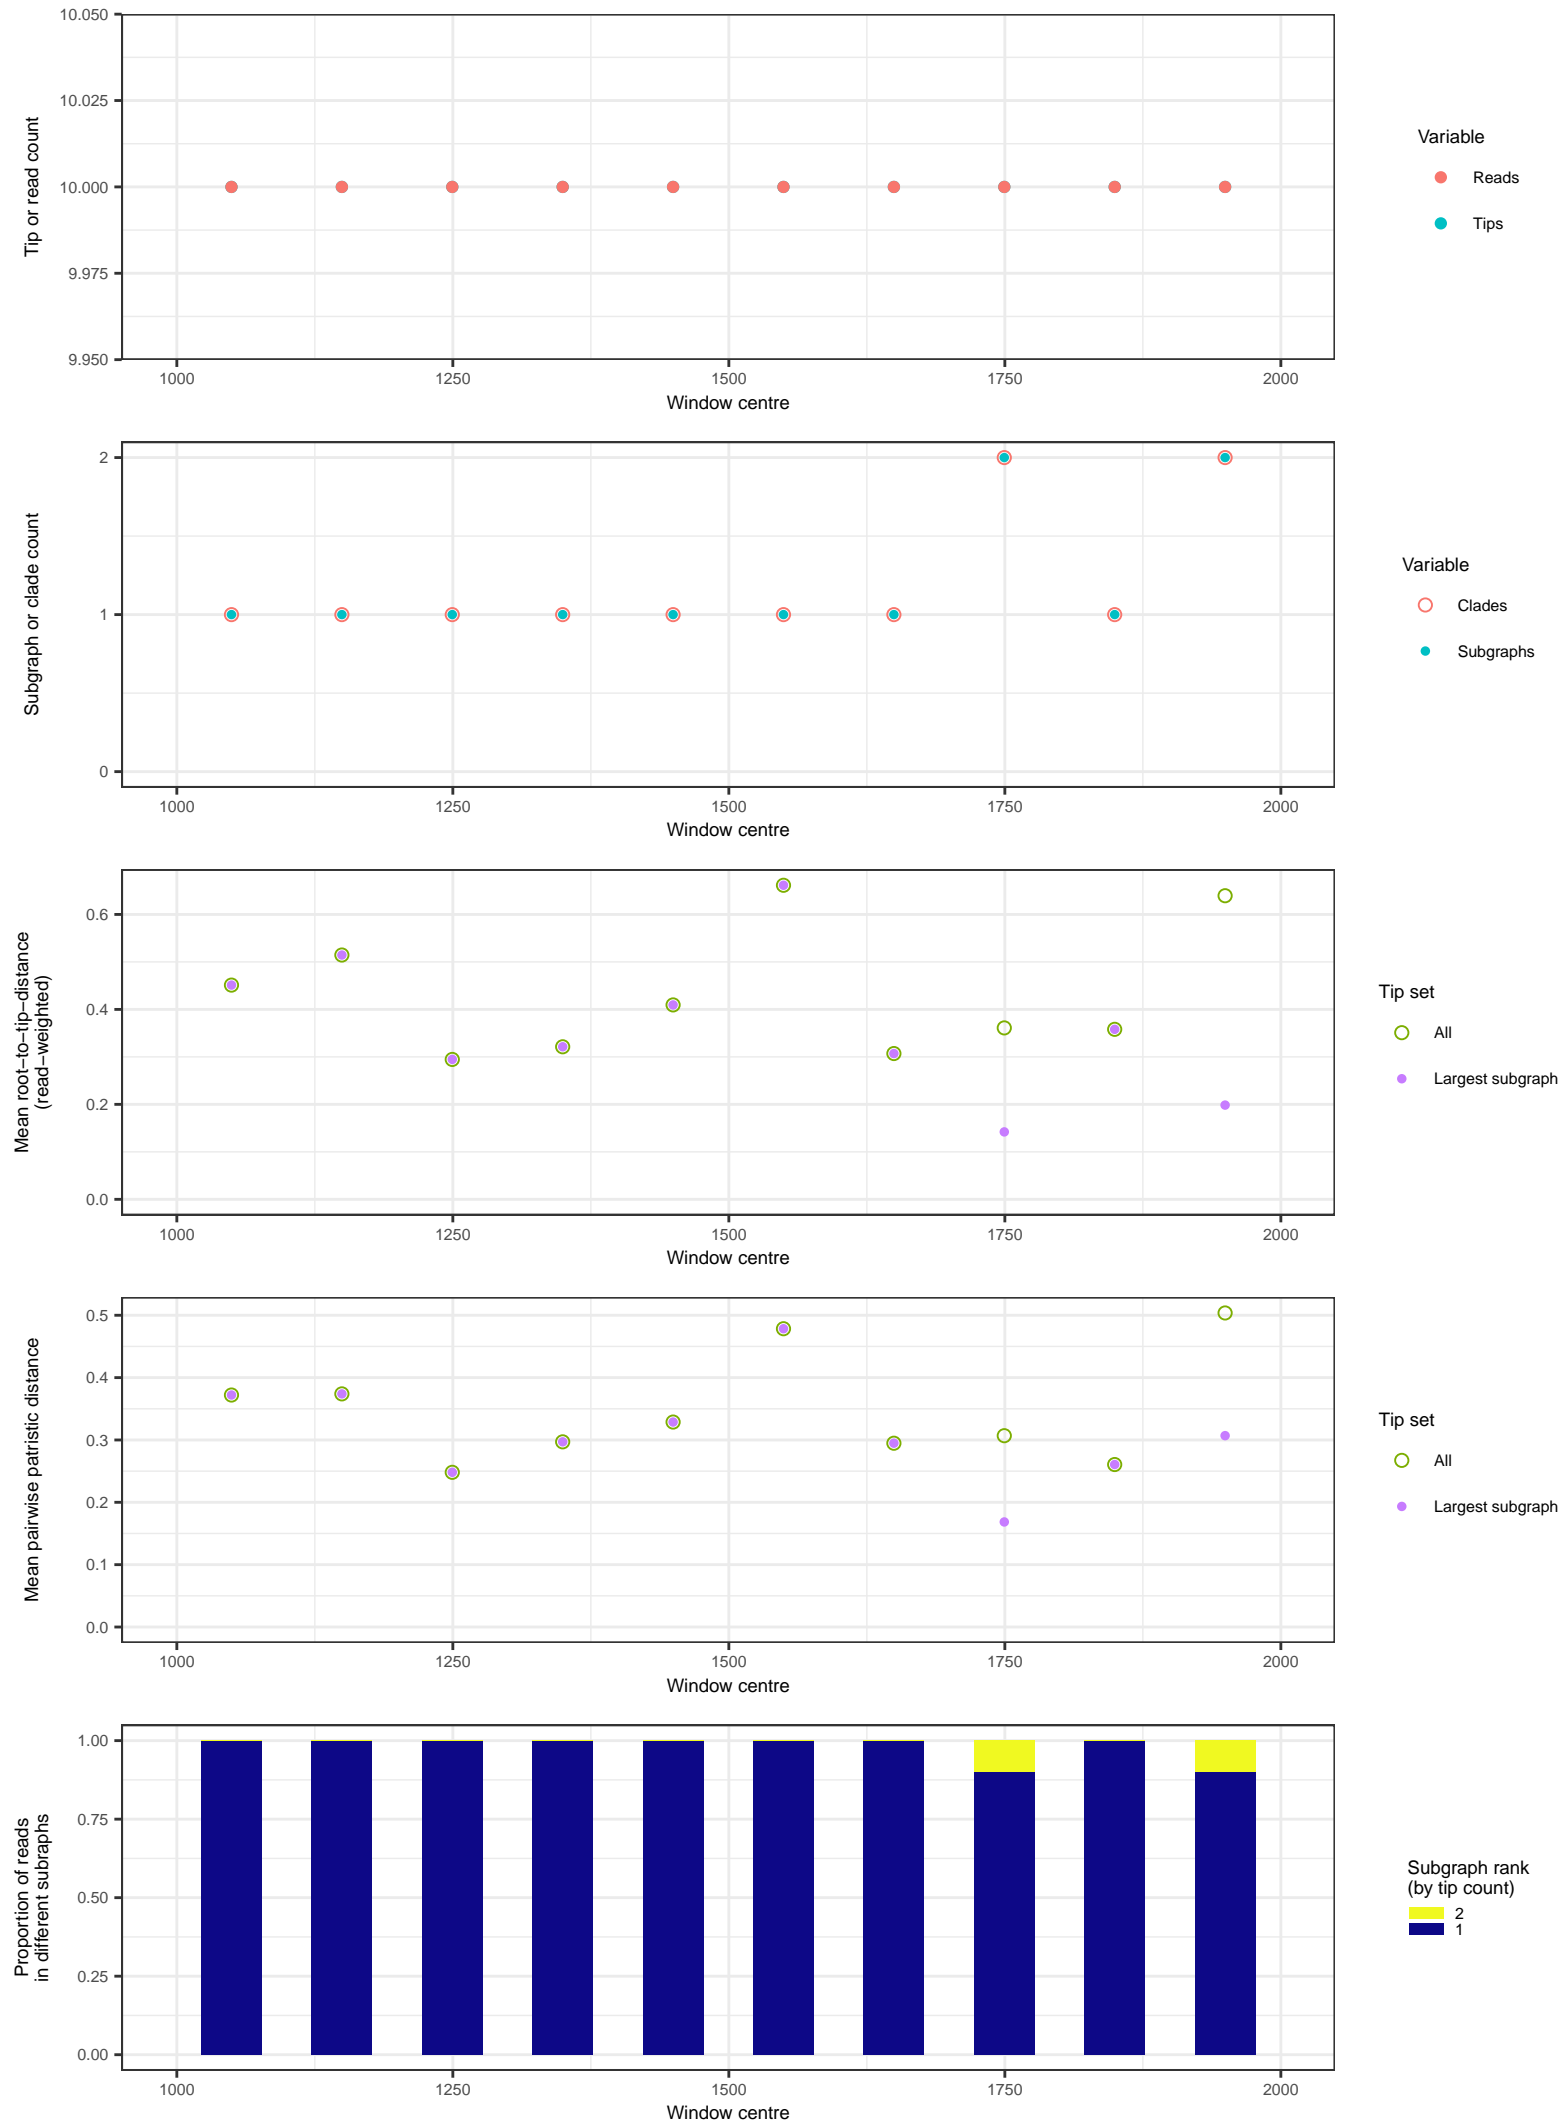 10.050
10.025
10.000
9.975
9.950
Tip or read count
1000 1250 1500 1750 2000
Window centre
Variable
Reads
Tips
2
1
0
Subgraph or clade count
1000 1250 1500 1750 2000
Window centre
Variable
Clades
Subgraphs
0.6
0.4
0.2
0.0
Mean root−to−tip−distance
(read−weighted)
1000 1250 1500 1750 2000
Window centre
Tip set
All
Largest subgraph
0.5
0.4
0.3
0.2
0.1
0.0
Mean pairwise patristic distance
1000 1250 1500 1750 2000
Window centre
Tip set
All
Largest subgraph
1.00
0.75
0.50
0.25
0.00
Proportion of reads
in different subraphs
1000 1250 1500 1750 2000
Window centre
Subgraph rank
(by tip count)
2
1